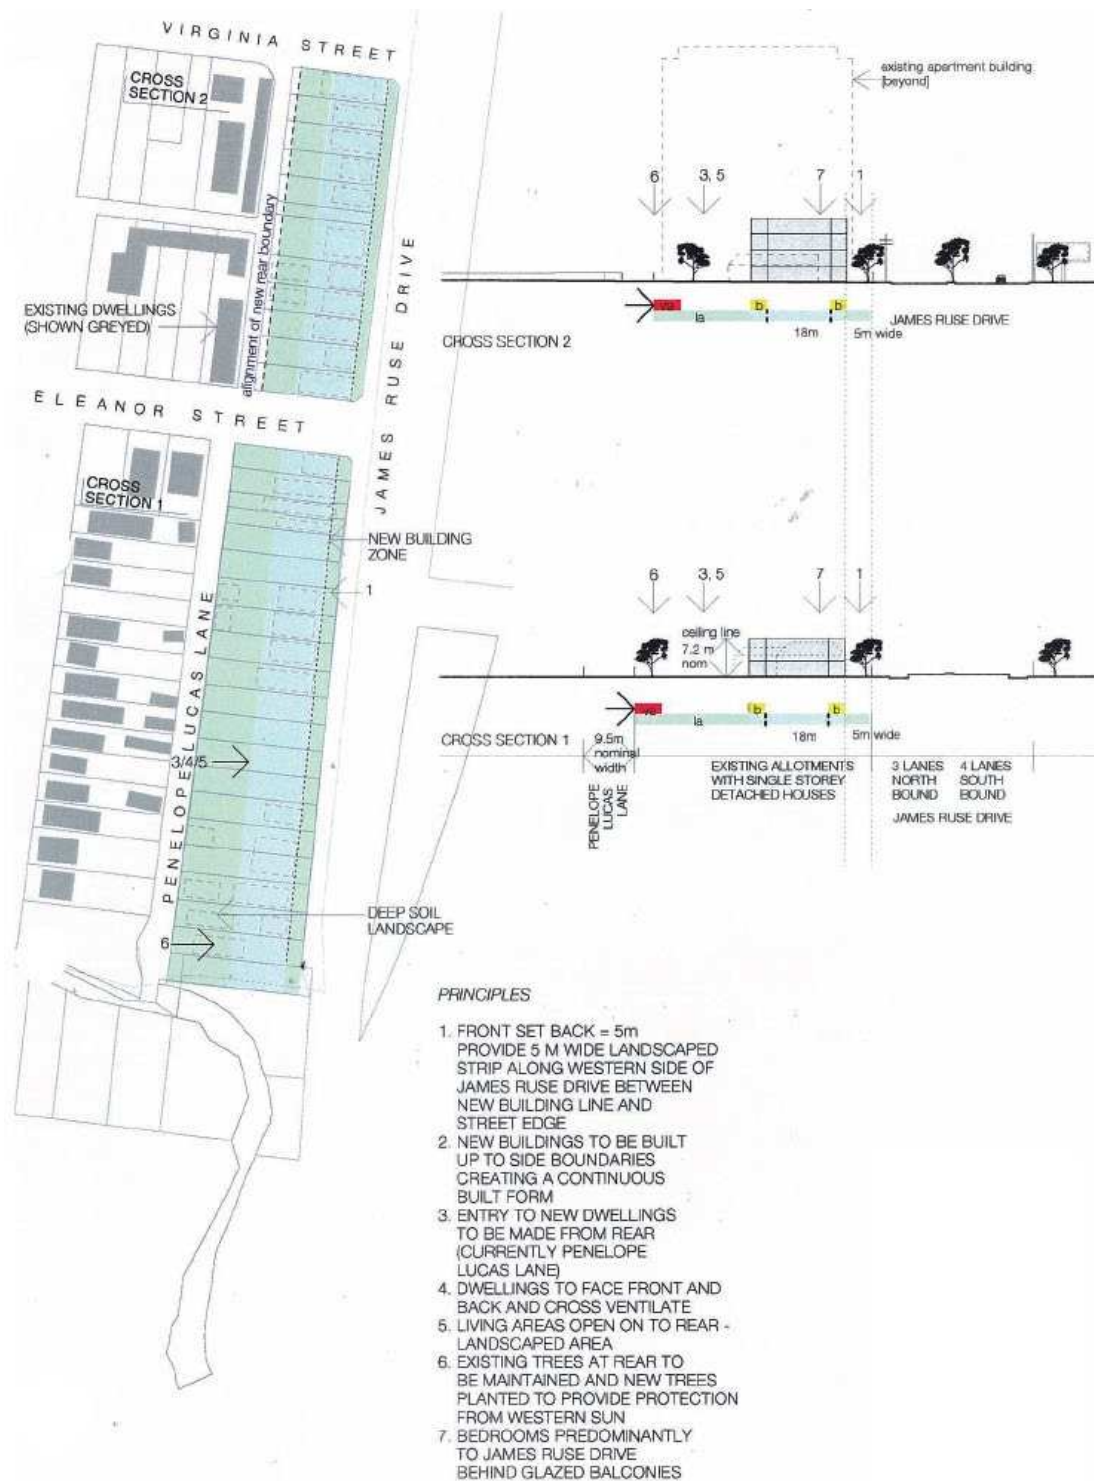 VIRGINIA STREET
CROSS
SECTION 2
alignment of new rear boundary
EXISTING DWELLINGS
(SHOWN GREYED)
JAMES RUSE DRIVE
ELEANOR STREET
CROSS
SECTION 1
NEW BUILDING
ZONE
1
PENELOPE LUCAS LANE
3/4/5
DEEP SOIL
LANDSCAPE
6
existing apartment building
[beyond]
6
3, 5
7
1
b
b
la
18m
5m wide
JAMES RUSE DRIVE
CROSS SECTION 2
6
3, 5
7
1
ceiling line
7.2 m
nom
b
b
la
18m
5m wide
CROSS SECTION 1
9.5m
nominal
width
PENELOPE
LUCAS
LANE
EXISTING ALLOTMENTS
WITH SINGLE STOREY
DETACHED HOUSES
3 LANES
NORTH
BOUND
4 LANES
SOUTH
BOUND
JAMES RUSE DRIVE
PRINCIPLES
1. FRONT SET BACK = 5m
PROVIDE 5 M WIDE LANDSCAPED
STRIP ALONG WESTERN SIDE OF
JAMES RUSE DRIVE BETWEEN
NEW BUILDING LINE AND
STREET EDGE
2. NEW BUILDINGS TO BE BUILT
UP TO SIDE BOUNDARIES
CREATING A CONTINUOUS
BUILT FORM
3. ENTRY TO NEW DWELLINGS
TO BE MADE FROM REAR
(CURRENTLY PENELOPE
LUCAS LANE)
4. DWELLINGS TO FACE FRONT AND
BACK AND CROSS VENTILATE
5. LIVING AREAS OPEN ON TO REAR -
LANDSCAPED AREA
6. EXISTING TREES AT REAR TO
BE MAINTAINED AND NEW TREES
PLANTED TO PROVIDE PROTECTION
FROM WESTERN SUN
7. BEDROOMS PREDOMINANTLY
TO JAMES RUSE DRIVE
BEHIND GLAZED BALCONIES